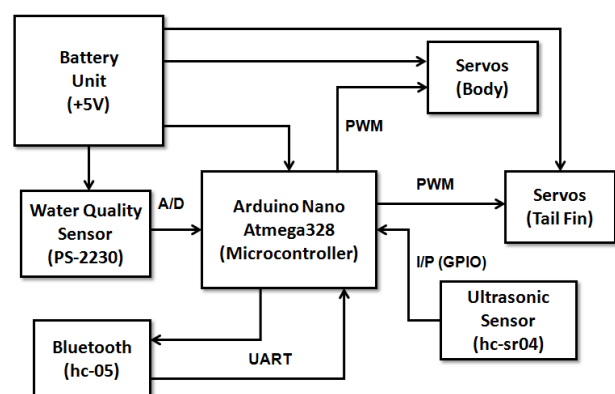 Battery
Unit
(+5V)
Servos
(Body)
PWM
Water Quality
Sensor
(PS-2230)
A/D
Arduino Nano
Atmega328
(Microcontroller)
PWM
Servos
(Tail Fin)
I/P (GPIO)
Ultrasonic
Sensor
(hc-sr04)
Bluetooth
(hc-05)
UART